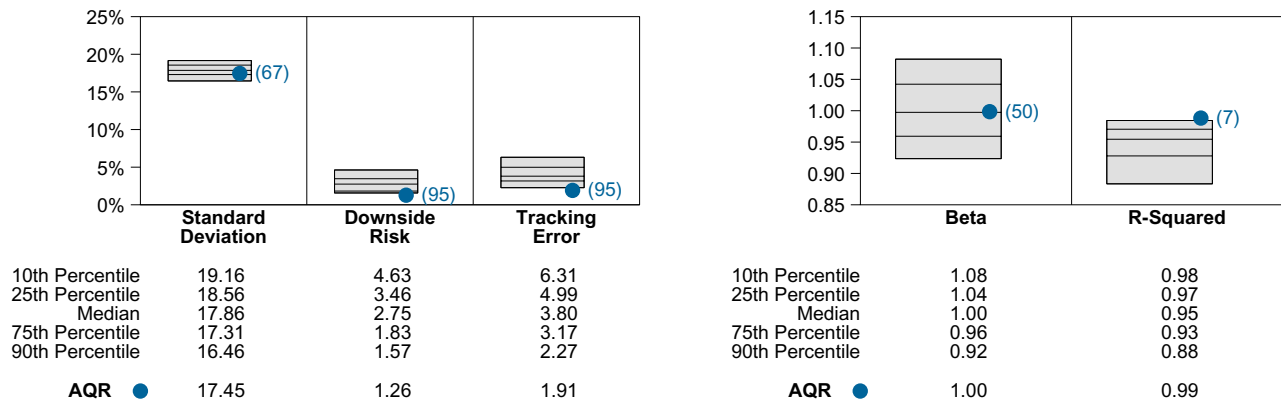 25%
20%
15%
10%
5%
0%
(67)
(95)
(95)
Standard Deviation
Downside Risk
Tracking Error
10th Percentile 19.16 4.63 6.31
25th Percentile 18.56 3.46 4.99
Median 17.86 2.75 3.80
75th Percentile 17.31 1.83 3.17
90th Percentile 16.46 1.57 2.27
AQR 17.45 1.26 1.91
1.15
1.10
1.05
1.00
0.95
0.90
0.85
(50)
(7)
Beta
R-Squared
10th Percentile 1.08 0.98
25th Percentile 1.04 0.97
Median 1.00 0.95
75th Percentile 0.96 0.93
90th Percentile 0.92 0.88
AQR 1.00 0.99